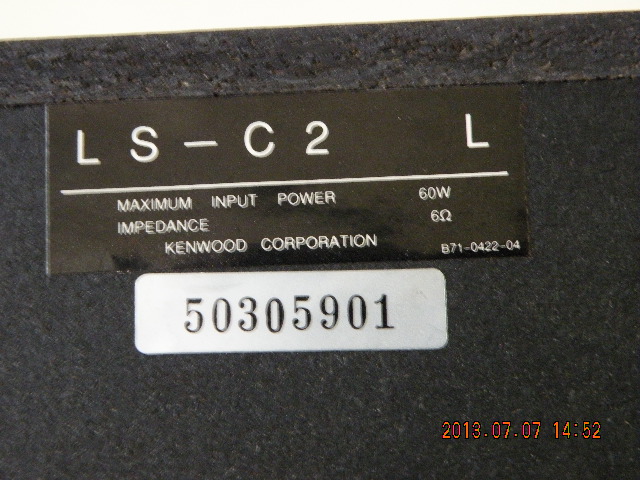 LS-C2 L
MAXIMUM INPUT POWER 60W
IMPEDANCE 6Ω
KENWOOD CORPORATION B71-0422-04
50305901
2013.07.07 14:52